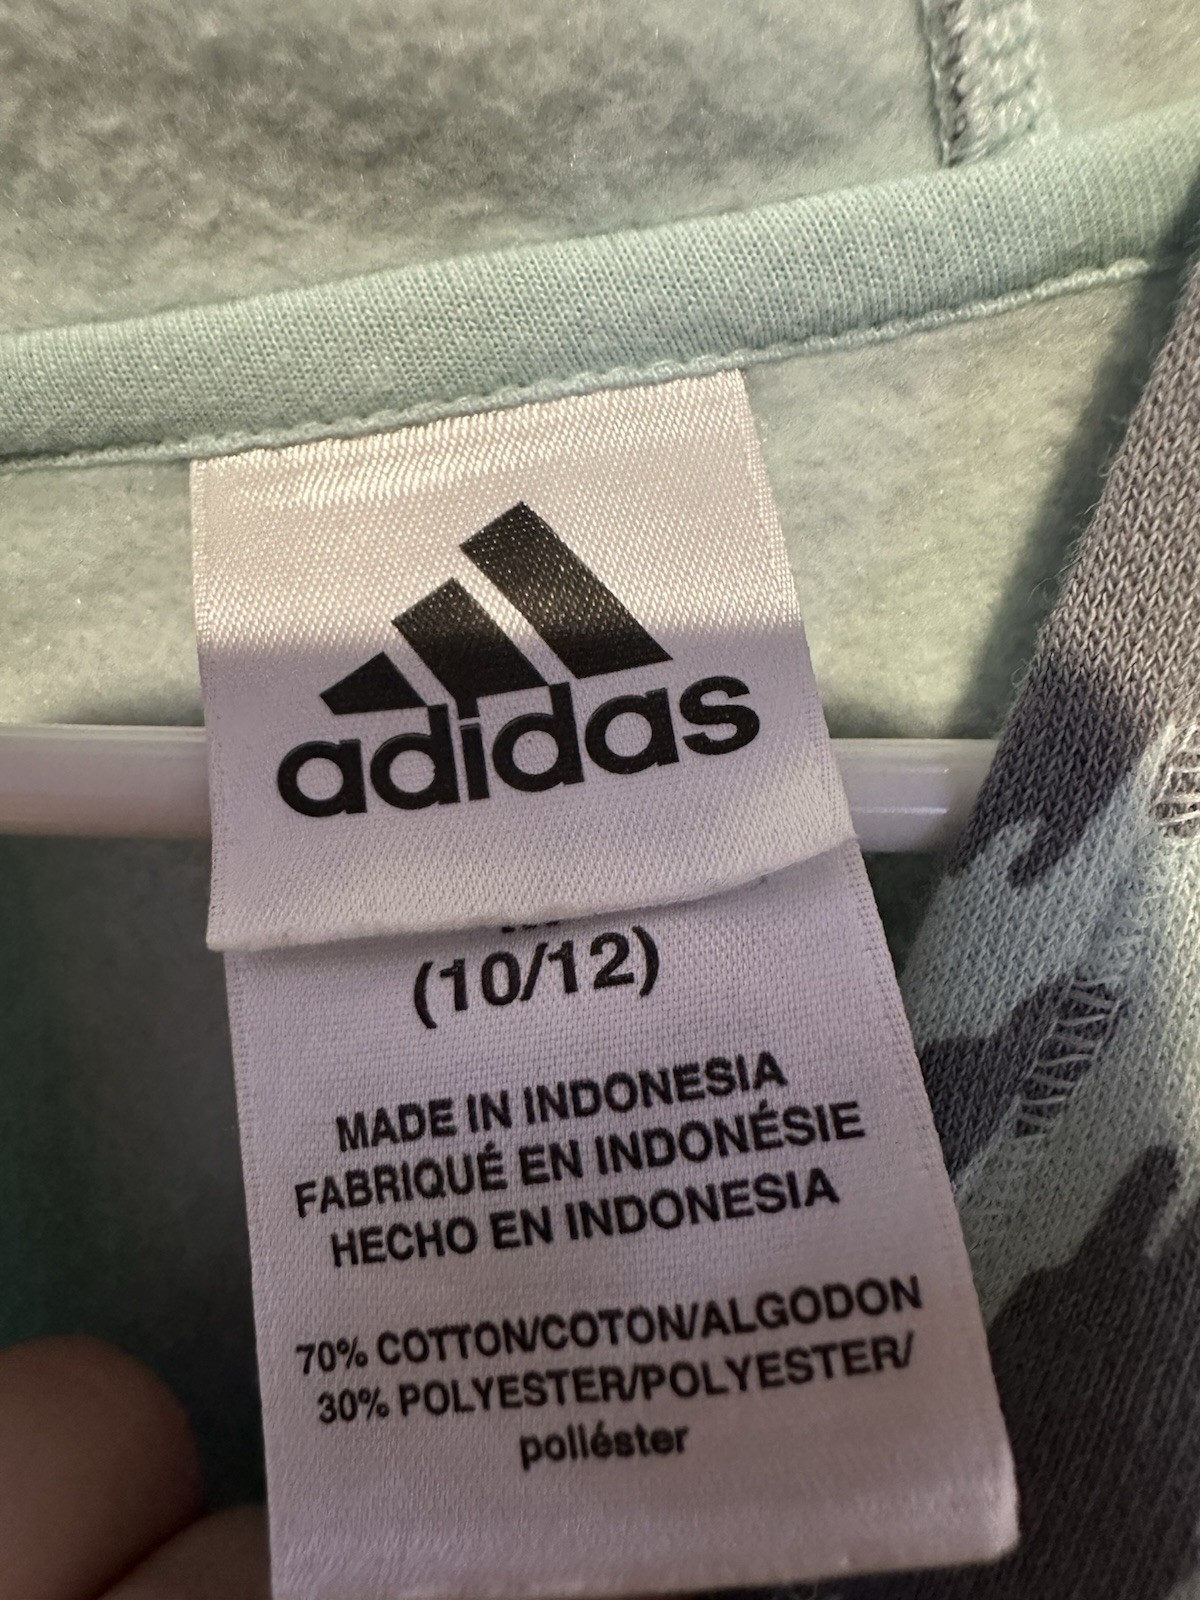 adidas
(10/12)
MADE IN INDONESIA
FABRIQUÉ EN INDONÉSIE
HECHO EN INDONESIA
70% COTTON/COTON/ALGODON
30% POLYESTER/POLYESTER/
poliéster